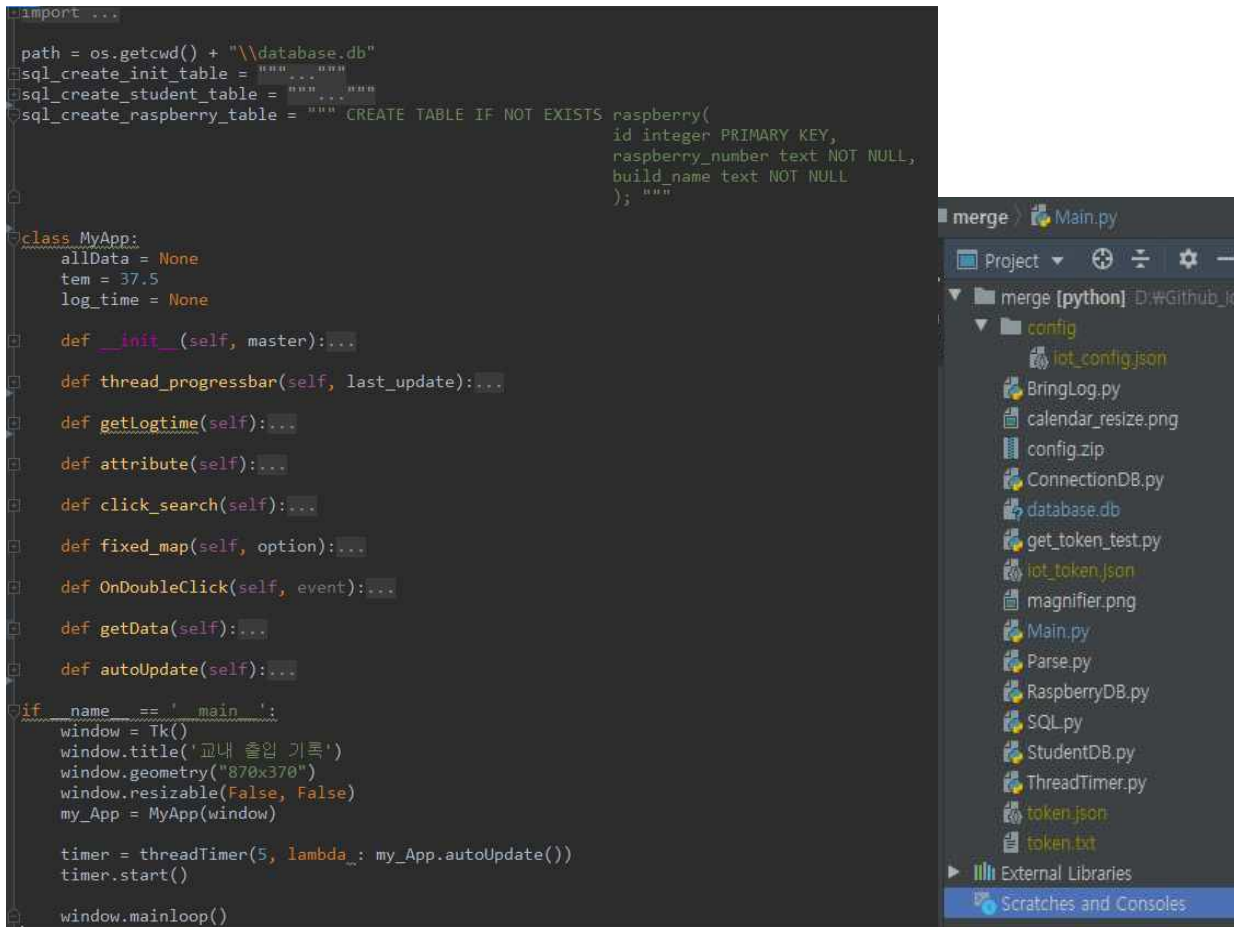 import ...
path = os.getcwd() + "\\database.db"
sql_create_init_table = """..."""
sql_create_student_table = """..."""
sql_create_raspberry_table = """ CREATE TABLE IF NOT EXISTS raspberry(
id integer PRIMARY KEY,
raspberry_number text NOT NULL,
build_name text NOT NULL
); """
class MyApp:
allData = None
tem = 37.5
log_time = None
def __init__(self, master):...
def thread_progressbar(self, last_update):...
def getLogtime(self):...
def attribute(self):...
def click_search(self):...
def fixed_map(self, option):...
def OnDoubleClick(self, event):...
def getData(self):...
def autoUpdate(self):...
if __name__ == '__main__':
window = Tk()
window.title('교내 출입 기록')
window.geometry("870x370")
window.resizable(False, False)
my_App = MyApp(window)
timer = threadTimer(5, lambda_: my_App.autoUpdate())
timer.start()
window.mainloop()
merge Main.py
Project
merge [python] D:₩Github_
config
iot_config.json
BringLog.py
calendar_resize.png
config.zip
ConnectionDB.py
database.db
get_token_test.py
iot_token.json
magnifier.png
Main.py
Parse.py
RaspberryDB.py
SQL.py
StudentDB.py
ThreadTimer.py
token.json
token.txt
External Libraries
Scratches and Consoles